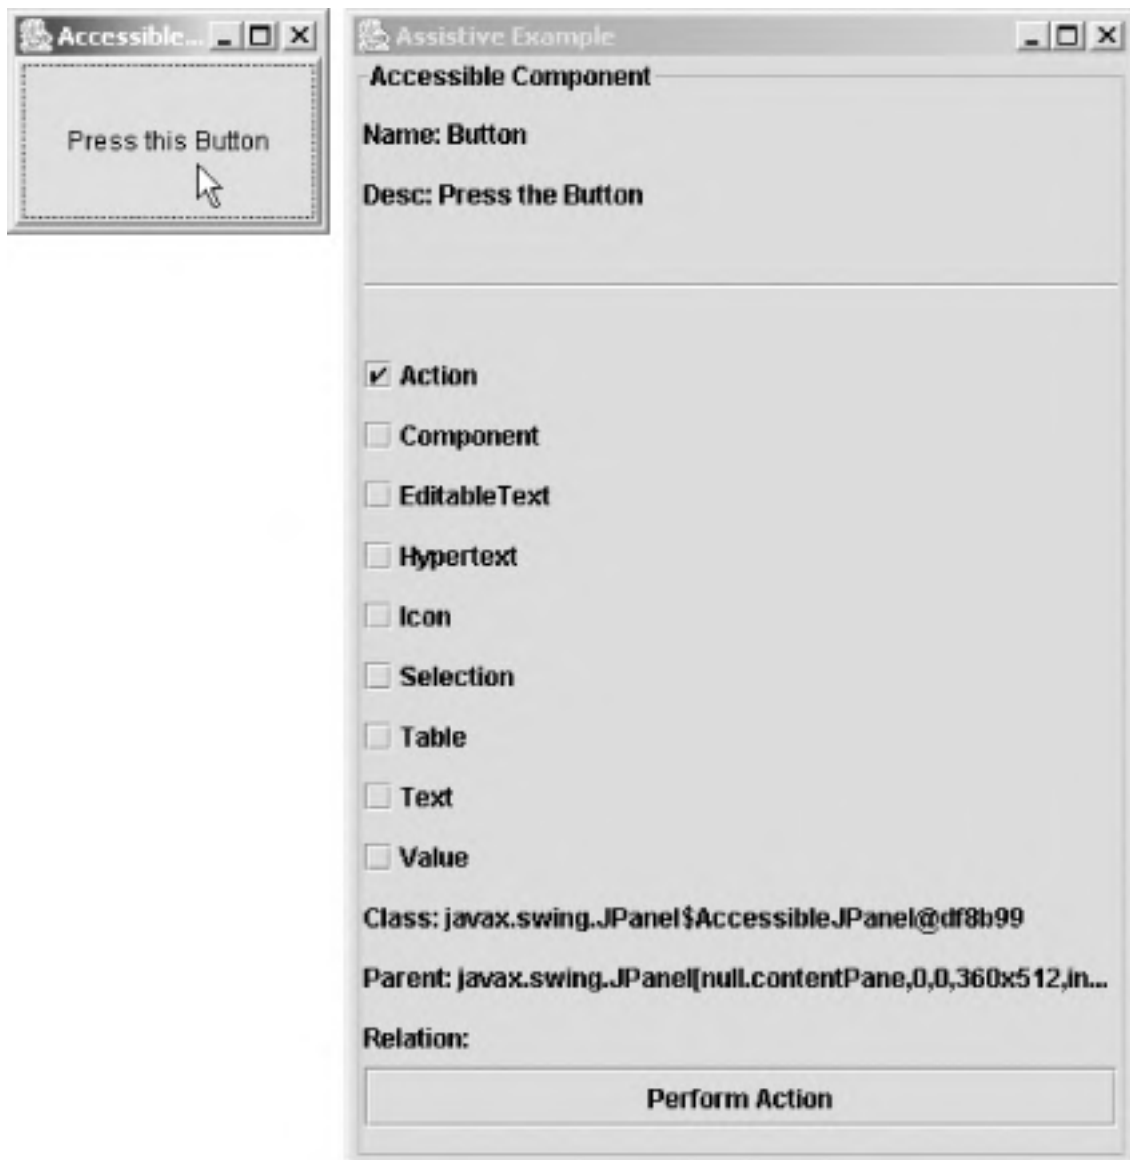 Accessible...
Press this Button
Assistive Example
Accessible Component
Name: Button
Desc: Press the Button
Action
Component
EditableText
Hypertext
Icon
Selection
Table
Text
Value
Class: javax.swing.JPanel$AccessibleJPanel@df8b99
Parent: javax.swing.JPanel[null.contentPane,0,0,360x512,in...
Relation:
Perform Action